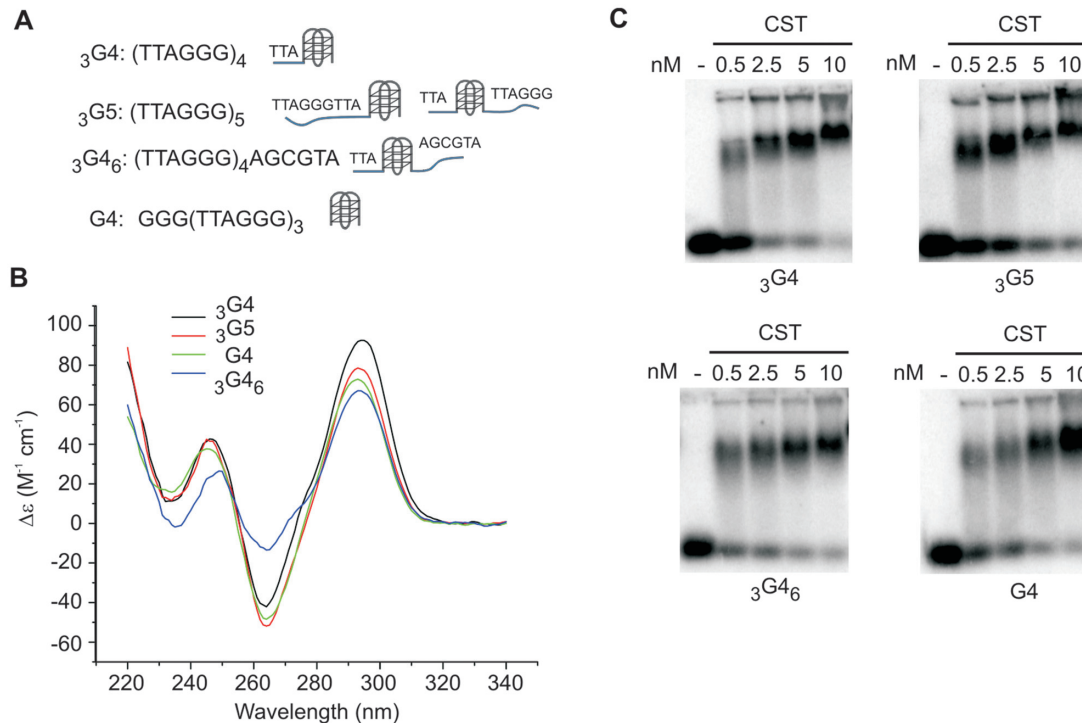 A
₃G4: (TTAGGG)₄ TTA
₃G5: (TTAGGG)₅ TTAGGGTTA TTA TTAGGG
₃G4₆: (TTAGGG)₄AGCGTA TTA AGCGTA
G4: GGG(TTAGGG)₃
B
₃G4
₃G5
G4
₃G4₆
100
80
60
40
20
0
-20
-40
-60
Δε (M⁻¹ cm⁻¹)
220 240 260 280 300 320 340
Wavelength (nm)
C
CST
nM - 0.5 2.5 5 10
₃G4
CST
nM - 0.5 2.5 5 10
₃G5
CST
nM - 0.5 2.5 5 10
₃G4₆
CST
nM - 0.5 2.5 5 10
G4